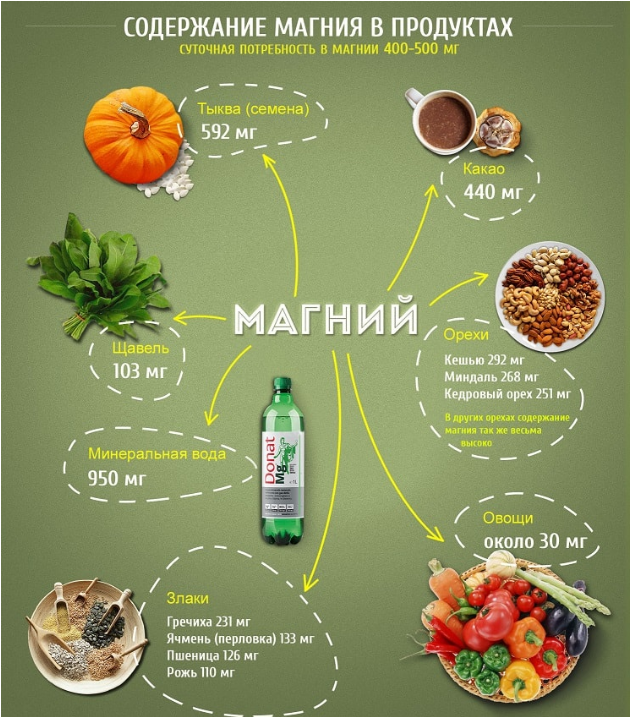 СОДЕРЖАНИЕ МАГНИЯ В ПРОДУКТАХ
СУТОЧНАЯ ПОТРЕБНОСТЬ В МАГНИИ 400-500 МГ
Тыква (семена)
592 мг
Какао
440 мг
МАГНИЙ
Щавель
103 мг
Орехи
Кешью 292 мг
Миндаль 268 мг
Кедровый орех 251 мг
В других орехах содержание
магния так же весьма
высоко
Минеральная вода
950 мг
Donat
Mg
Овощи
около 30 мг
Злаки
Гречиха 231 мг
Ячмень (перловка) 133 мг
Пшеница 126 мг
Рожь 110 мг